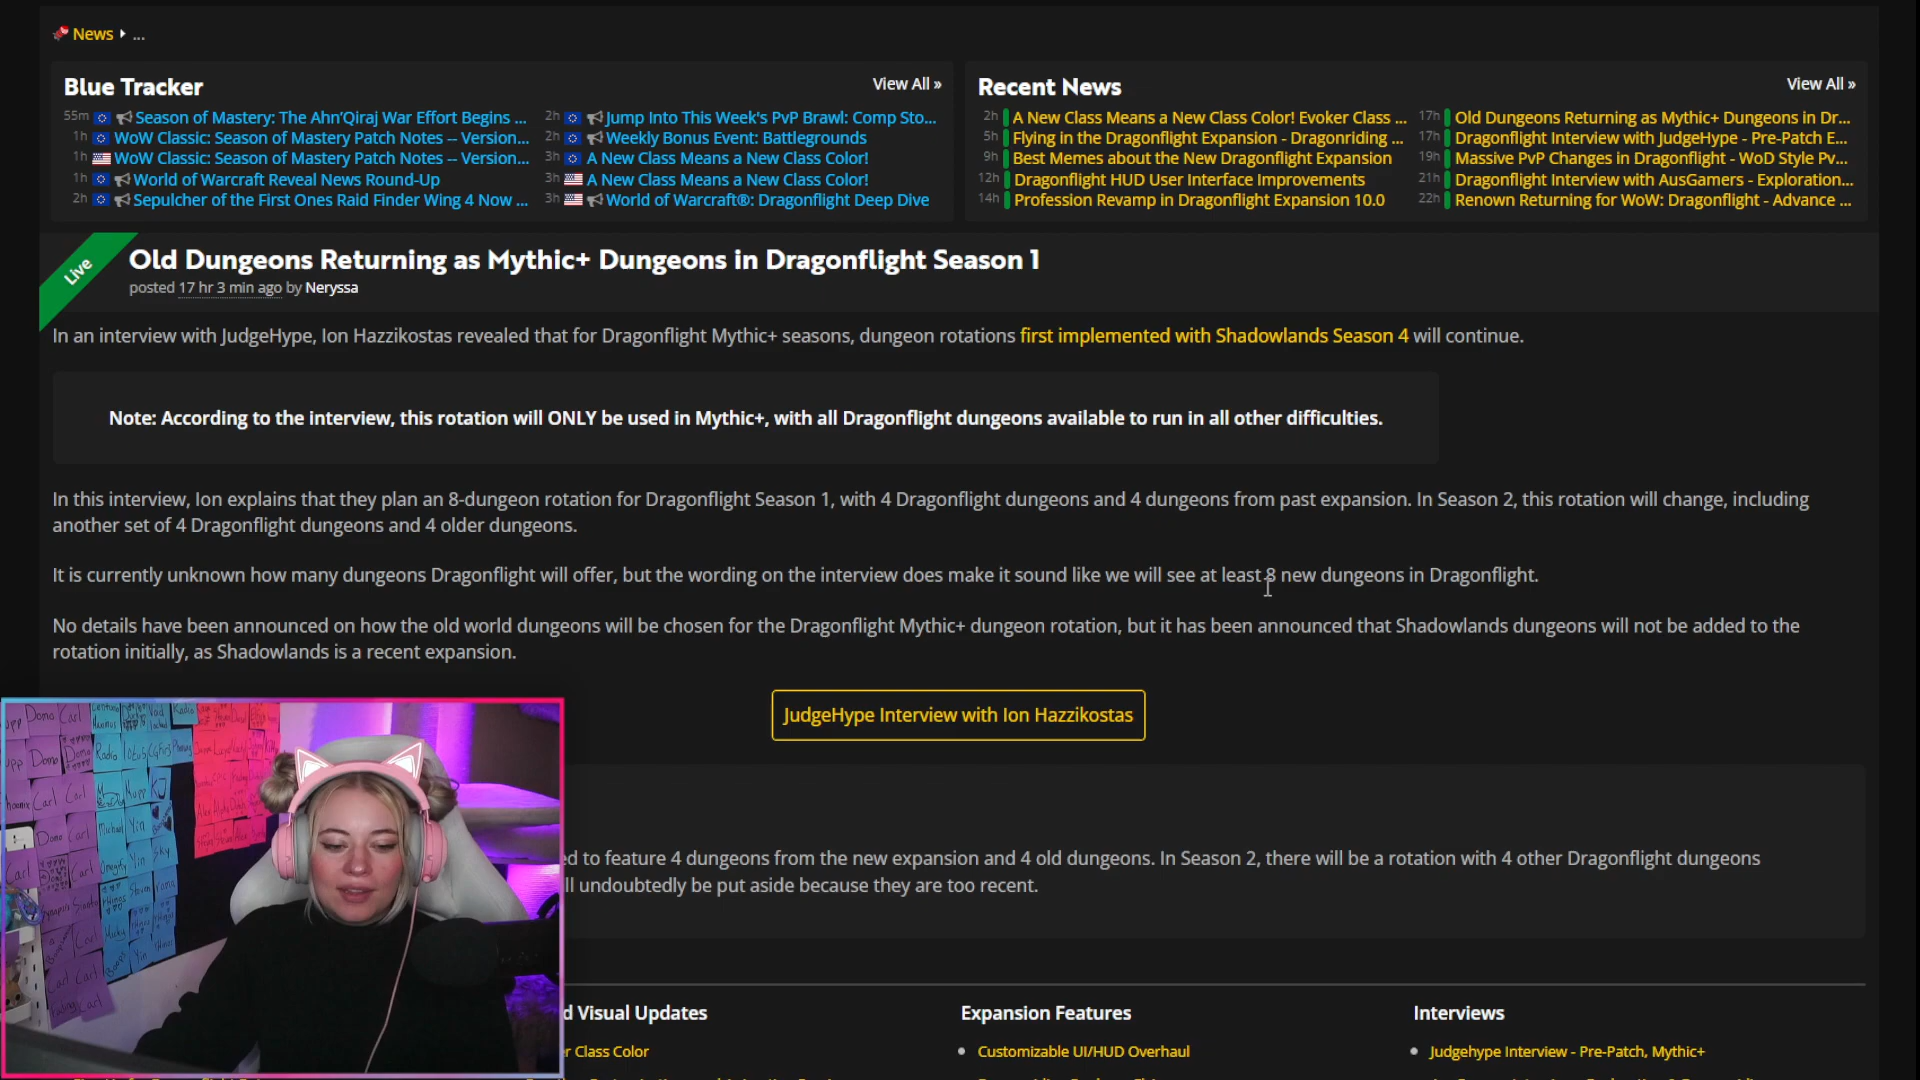 News ...
Blue Tracker
View All »
55m Season of Mastery: The Ahn'Qiraj War Effort Begins ...
1h WoW Classic: Season of Mastery Patch Notes -- Version...
1h WoW Classic: Season of Mastery Patch Notes -- Version...
1h World of Warcraft Reveal News Round-Up
2h Sepulcher of the First Ones Raid Finder Wing 4 Now ...
2h Jump Into This Week's PvP Brawl: Comp Sto...
2h Weekly Bonus Event: Battlegrounds
3h A New Class Means a New Class Color!
3h A New Class Means a New Class Color!
3h World of Warcraft®: Dragonflight Deep Dive
Recent News
View All »
2h A New Class Means a New Class Color! Evoker Class ...
5h Flying in the Dragonflight Expansion - Dragonriding ...
9h Best Memes about the New Dragonflight Expansion
12h Dragonflight HUD User Interface Improvements
14h Profession Revamp in Dragonflight Expansion 10.0
17h Old Dungeons Returning as Mythic+ Dungeons in Dr...
17h Dragonflight Interview with JudgeHype - Pre-Patch E...
19h Massive PvP Changes in Dragonflight - WoD Style Pv...
21h Dragonflight Interview with AusGamers - Exploration...
22h Renown Returning for WoW: Dragonflight - Advance ...
Live
Old Dungeons Returning as Mythic+ Dungeons in Dragonflight Season 1
posted 17 hr 3 min ago by Neryssa
In an interview with JudgeHype, Ion Hazzikostas revealed that for Dragonflight Mythic+ seasons, dungeon rotations first implemented with Shadowlands Season 4 will continue.
Note: According to the interview, this rotation will ONLY be used in Mythic+, with all Dragonflight dungeons available to run in all other difficulties.
In this interview, Ion explains that they plan an 8-dungeon rotation for Dragonflight Season 1, with 4 Dragonflight dungeons and 4 dungeons from past expansion. In Season 2, this rotation will change, including
another set of 4 Dragonflight dungeons and 4 older dungeons.
It is currently unknown how many dungeons Dragonflight will offer, but the wording on the interview does make it sound like we will see at least 8 new dungeons in Dragonflight.
No details have been announced on how the old world dungeons will be chosen for the Dragonflight Mythic+ dungeon rotation, but it has been announced that Shadowlands dungeons will not be added to the
rotation initially, as Shadowlands is a recent expansion.
JudgeHype Interview with Ion Hazzikostas
ed to feature 4 dungeons from the new expansion and 4 old dungeons. In Season 2, there will be a rotation with 4 other Dragonflight dungeons
ll undoubtedly be put aside because they are too recent.
d Visual Updates
r Class Color
Expansion Features
Customizable UI/HUD Overhaul
Interviews
Judgehype Interview - Pre-Patch, Mythic+
Domo Carl
Radio
Domo
Carl Carl
Domo Carl
Michael Yin
Yin Sky
Carl
Yin
Carl
Carl Carl
Carl